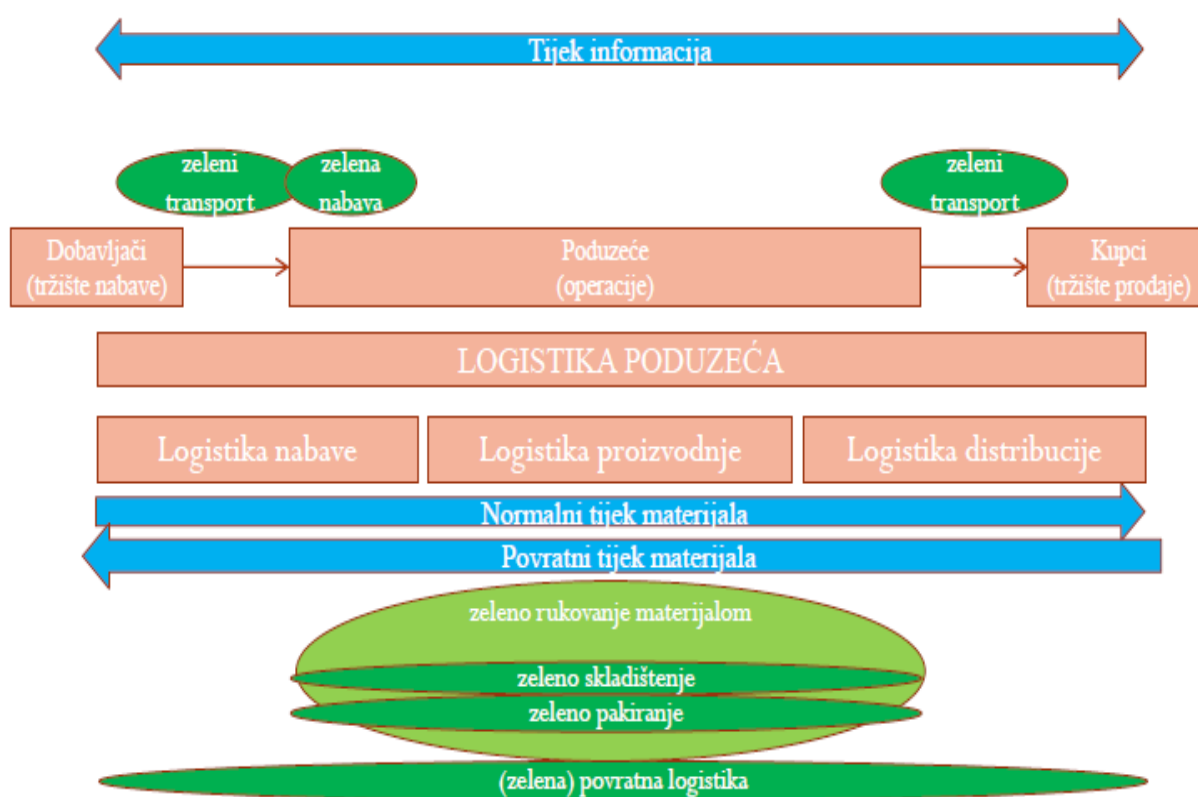 Tijek informacija
zeleni
transport
zelena
nabava
zeleni
transport
Dobavljači
(tržište nabave)
Poduzeće
(operacije)
Kupci
(tržište prodaje)
LOGISTIKA PODUZEĆA
Logistika nabave
Logistika proizvodnje
Logistika distribucije
Normalni tijek materijala
Povratni tijek materijala
zeleno rukovanje materijalom
zeleno skladištenje
zeleno pakiranje
(zelena) povratna logistika